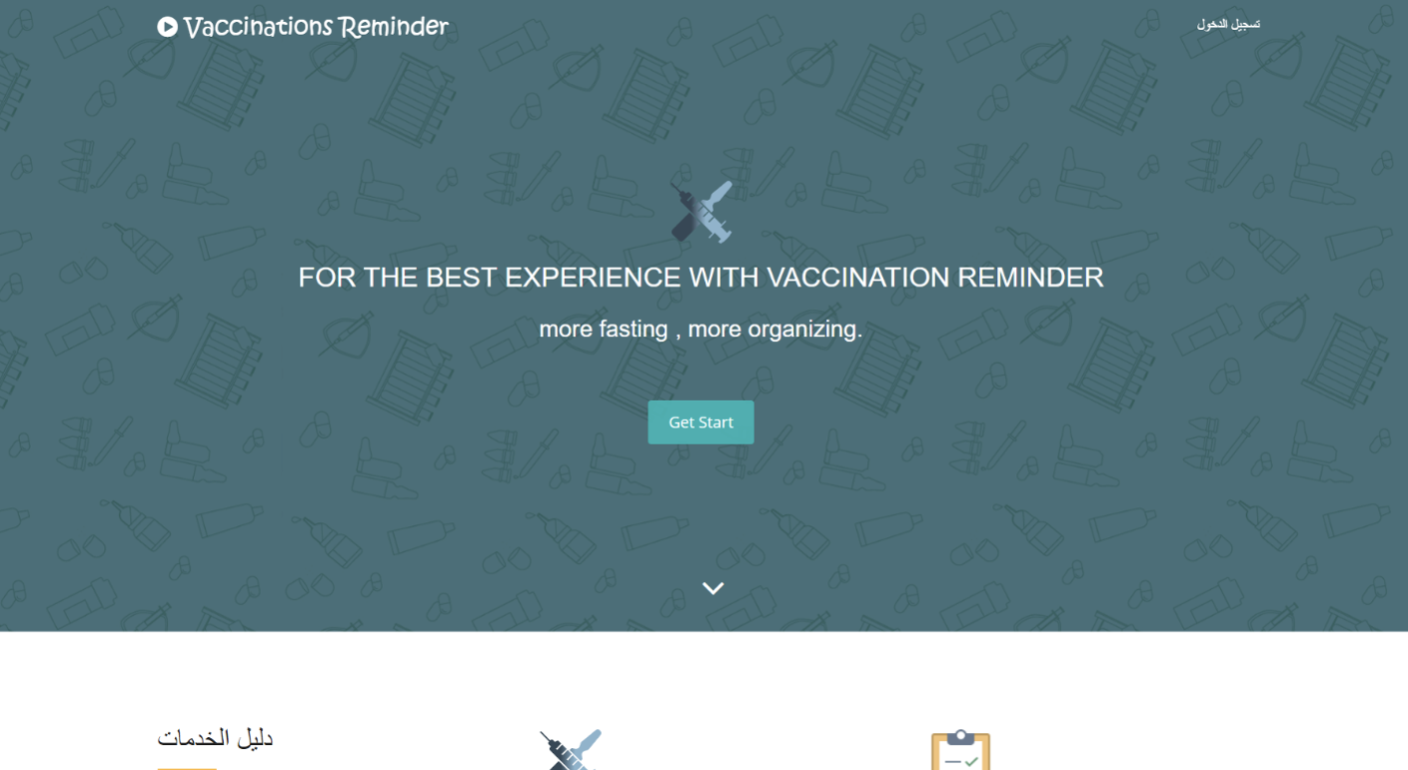 Vaccinations Reminder
تسجيل الدخول
FOR THE BEST EXPERIENCE WITH VACCINATION REMINDER
more fasting , more organizing.
Get Start
دليل الخدمات